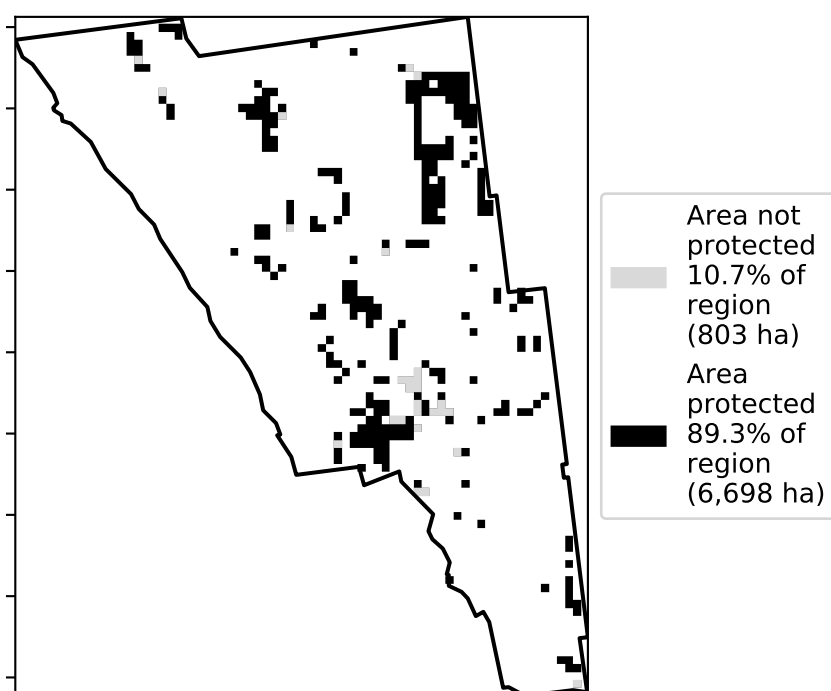 Area not
protected
10.7% of
region
(803 ha)
Area
protected
89.3% of
region
(6,698 ha)